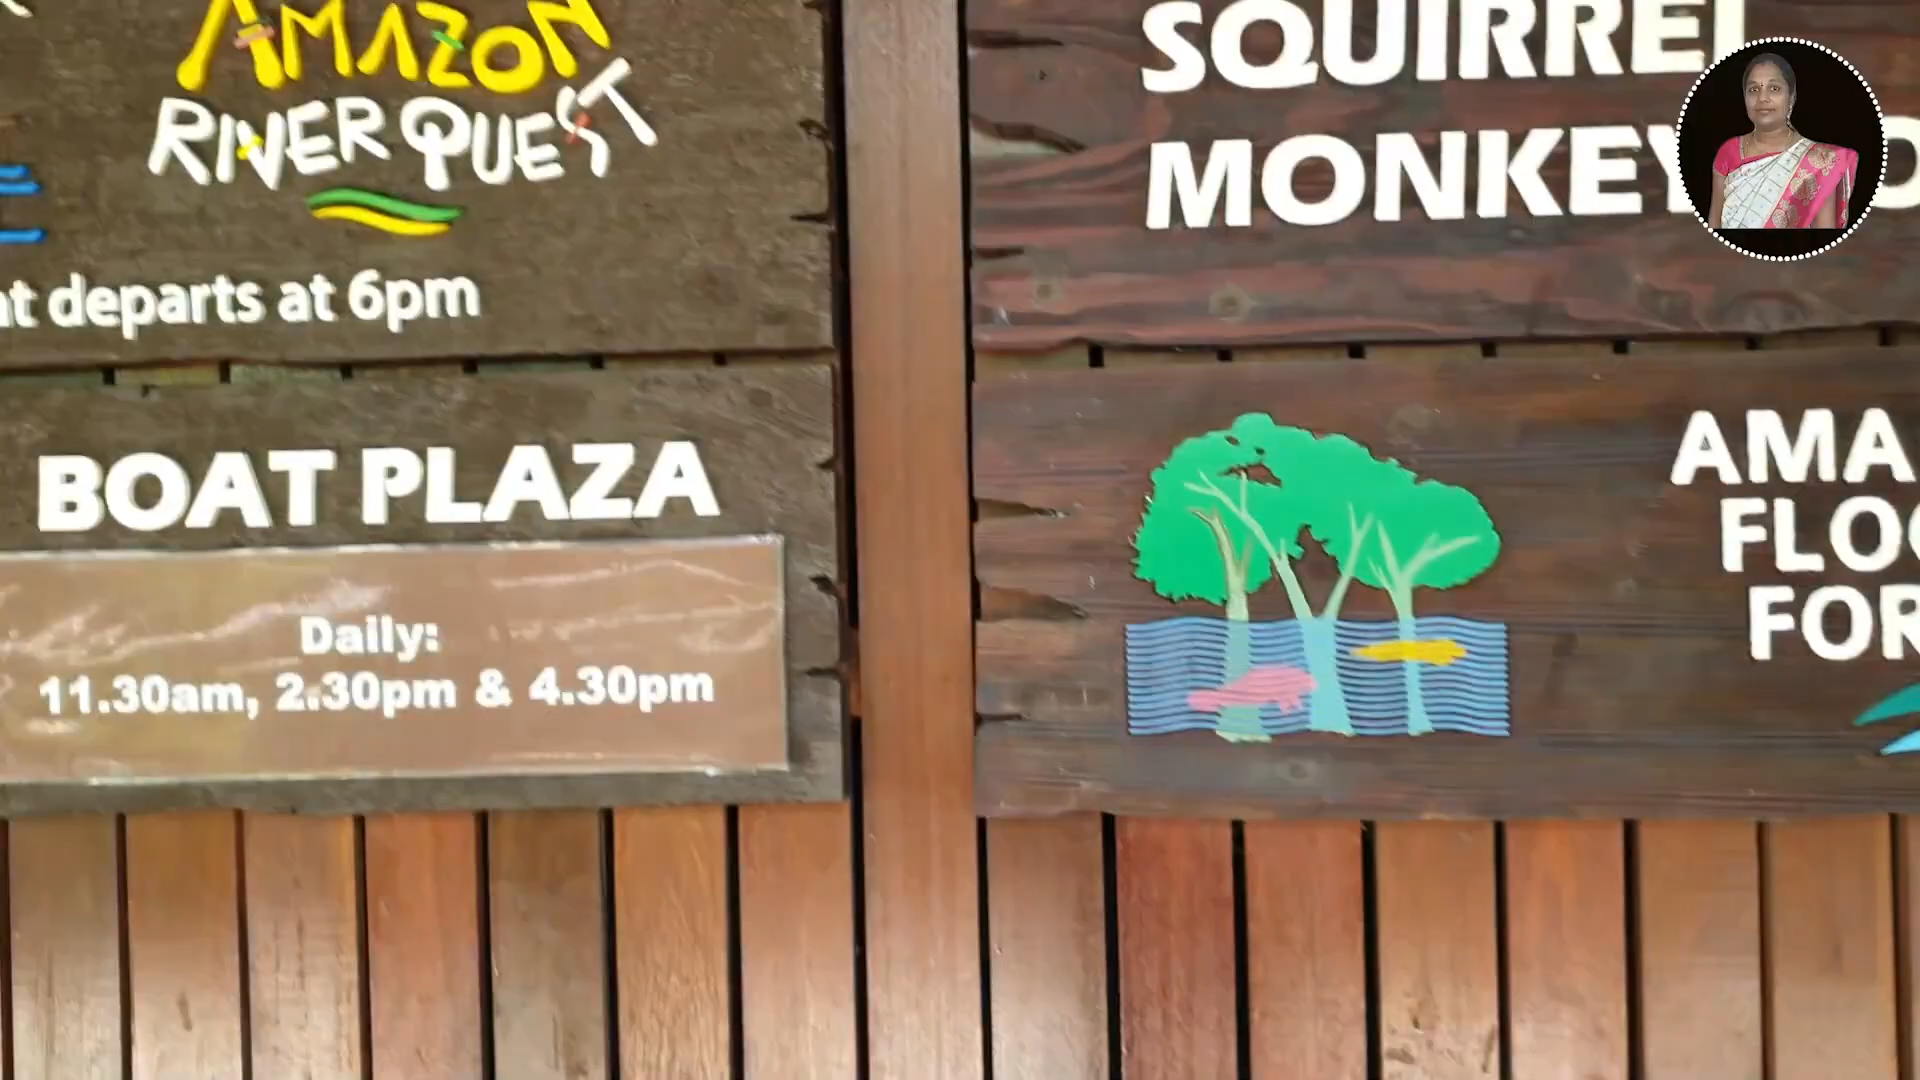 AMAZON
RIVER QUEST
departs at 6pm
BOAT PLAZA
Daily:
11.30am, 2.30pm & 4.30pm
SQUIRREL
MONKEY